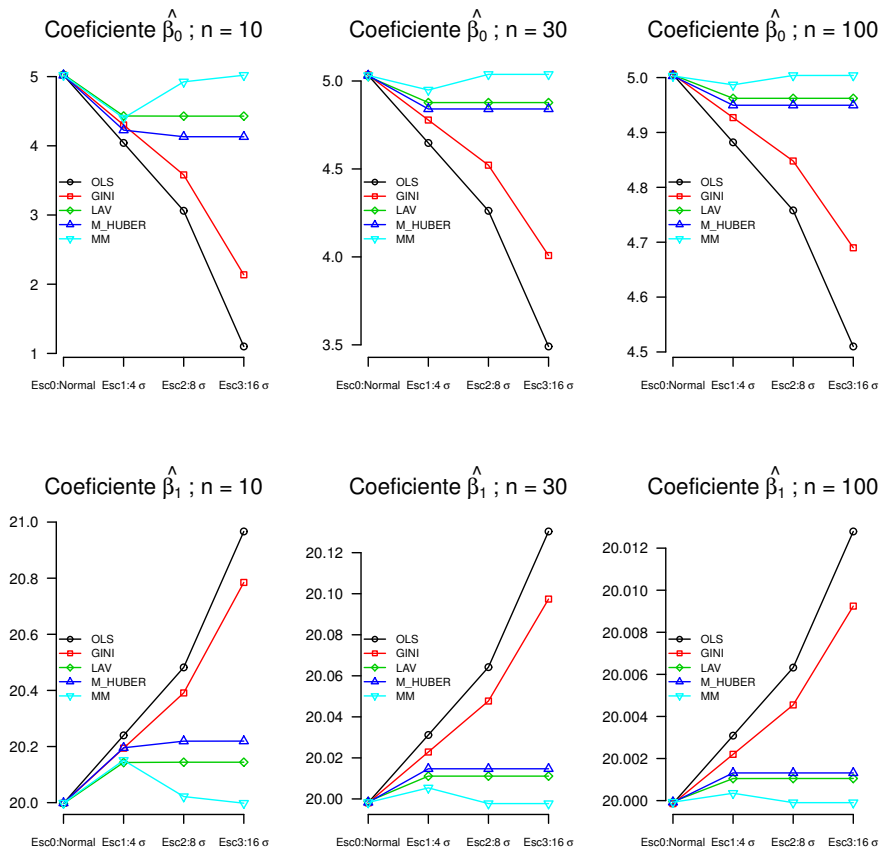 Coeficiente β̂₀ ; n = 10
5
4
3
2
1
OLS
GINI
LAV
M_HUBER
MM
Esc0:Normal Esc1:4 σ Esc2:8 σ Esc3:16 σ
Coeficiente β̂₀ ; n = 30
5.0
4.5
4.0
3.5
OLS
GINI
LAV
M_HUBER
MM
Esc0:Normal Esc1:4 σ Esc2:8 σ Esc3:16 σ
Coeficiente β̂₀ ; n = 100
5.0
4.9
4.8
4.7
4.6
4.5
OLS
GINI
LAV
M_HUBER
MM
Esc0:Normal Esc1:4 σ Esc2:8 σ Esc3:16 σ
Coeficiente β̂₁ ; n = 10
21.0
20.8
20.6
20.4
20.2
20.0
OLS
GINI
LAV
M_HUBER
MM
Esc0:Normal Esc1:4 σ Esc2:8 σ Esc3:16 σ
Coeficiente β̂₁ ; n = 30
20.12
20.10
20.08
20.06
20.04
20.02
20.00
OLS
GINI
LAV
M_HUBER
MM
Esc0:Normal Esc1:4 σ Esc2:8 σ Esc3:16 σ
Coeficiente β̂₁ ; n = 100
20.012
20.010
20.008
20.006
20.004
20.002
20.000
OLS
GINI
LAV
M_HUBER
MM
Esc0:Normal Esc1:4 σ Esc2:8 σ Esc3:16 σ